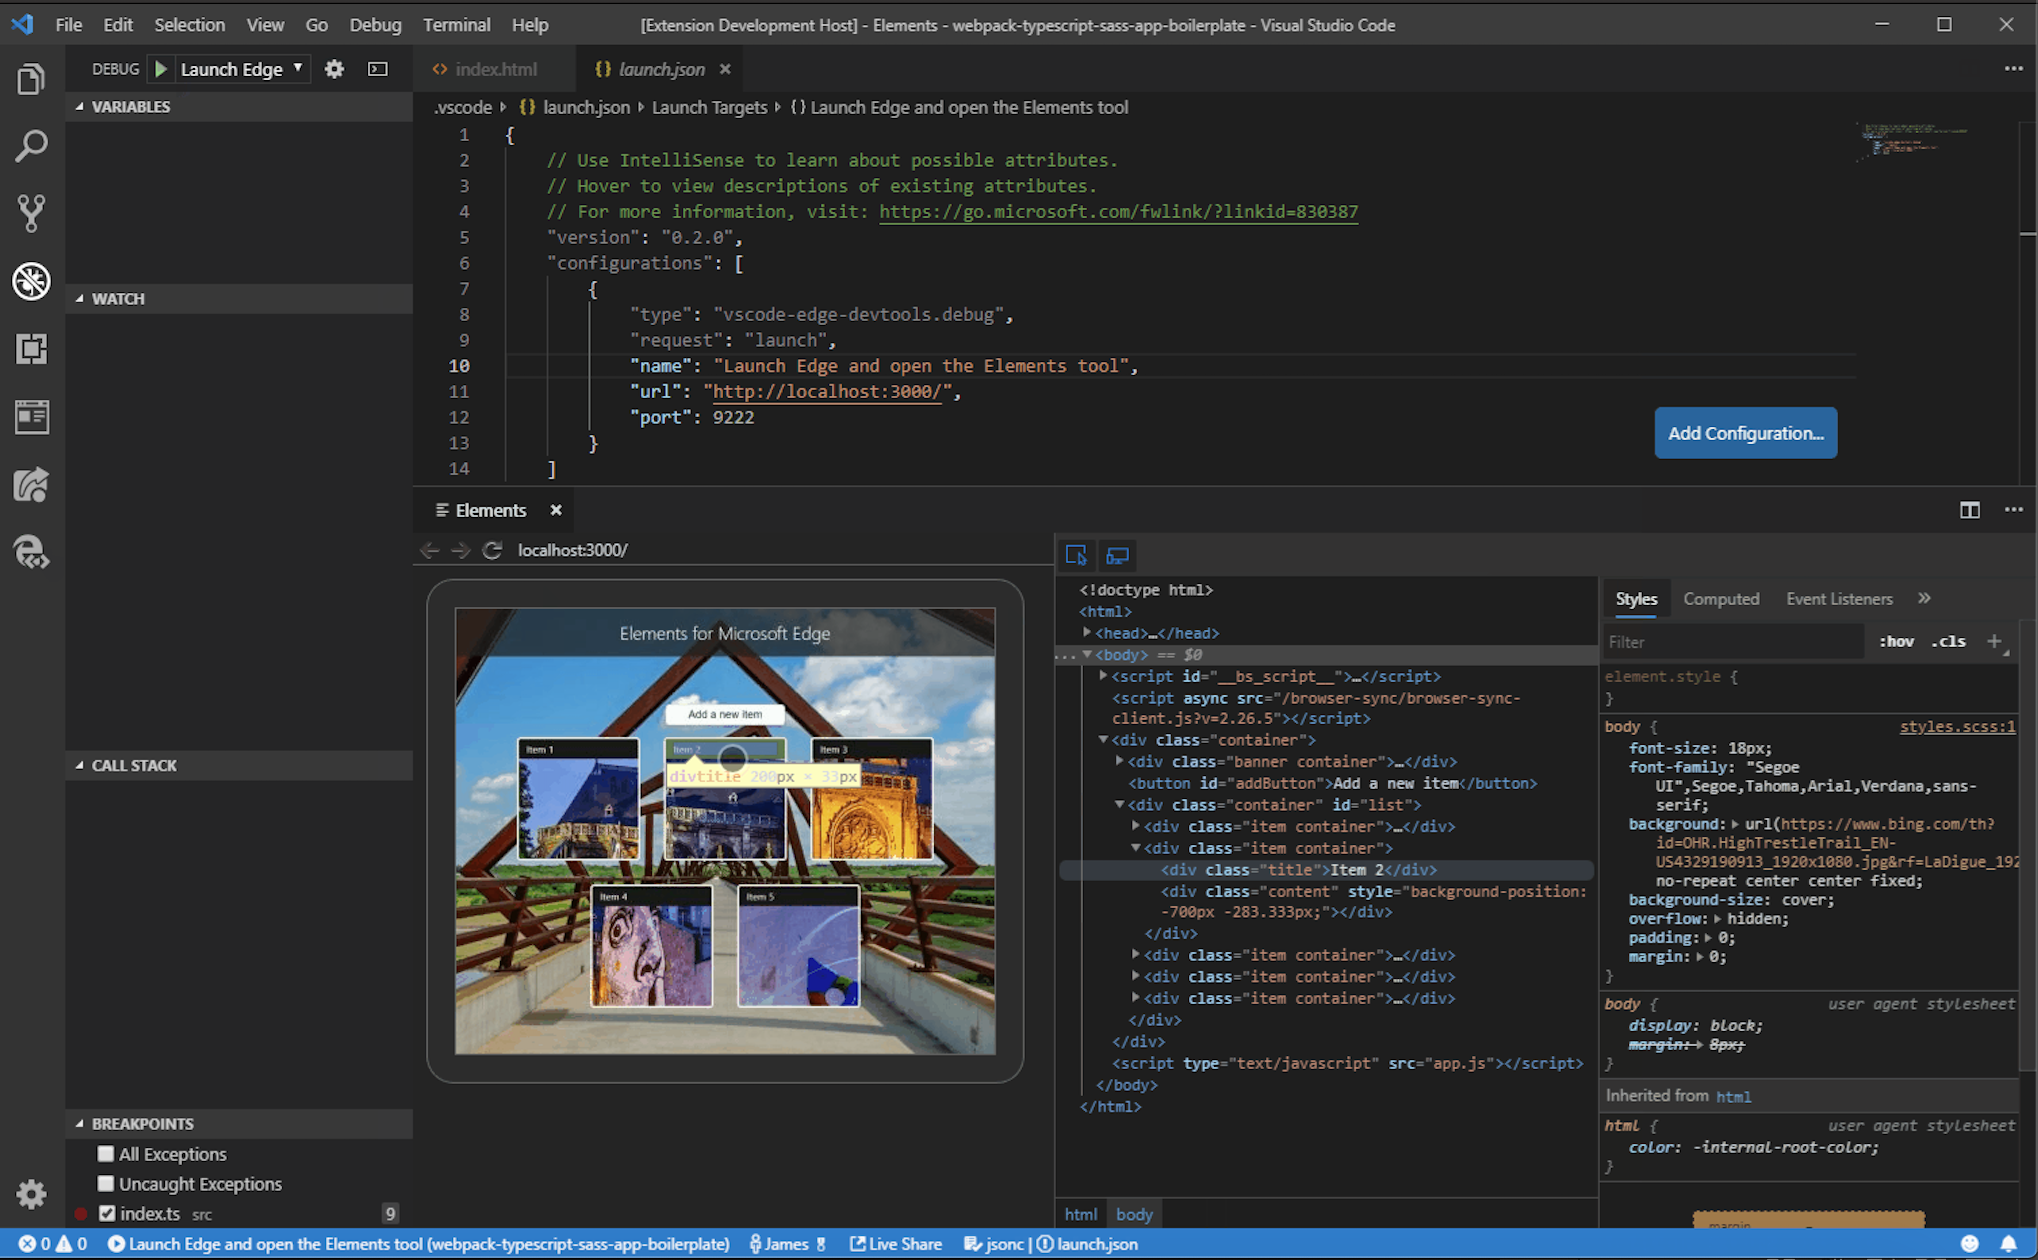 File Edit Selection View Go Debug Terminal Help
[Extension Development Host] - Elements - webpack-typescript-sass-app-boilerplate - Visual Studio Code
DEBUG Launch Edge
index.html
{} launch.json
VARIABLES
.vscode {} launch.json Launch Targets {} Launch Edge and open the Elements tool
1 {
2 // Use IntelliSense to learn about possible attributes.
3 // Hover to view descriptions of existing attributes.
4 // For more information, visit: https://go.microsoft.com/fwlink/?linkid=830387
5 "version": "0.2.0",
6 "configurations": [
7 {
8 "type": "vscode-edge-devtools.debug",
9 "request": "launch",
10 "name": "Launch Edge and open the Elements tool",
11 "url": "http://localhost:3000/",
12 "port": 9222
13 }
14 ]
Add Configuration...
WATCH
CALL STACK
BREAKPOINTS
All Exceptions
Uncaught Exceptions
index.ts src 9
Elements
localhost:3000/
Elements for Microsoft Edge
Add a new item
Item 1
Item 2
Item 3
divtitle 200px × 33px
Item 4
Item 5
<!doctype html>
<html>
<head>…</head>
... <body> == $0
<script id="__bs_script__">…</script>
<script async src="/browser-sync/browser-sync-
client.js?v=2.26.5"></script>
<div class="container">
<div class="banner container">…</div>
<button id="addButton">Add a new item</button>
<div class="container" id="list">
<div class="item container">…</div>
<div class="item container">
<div class="title">Item 2</div>
<div class="content" style="background-position:
-700px -283.333px;"></div>
</div>
<div class="item container">…</div>
<div class="item container">…</div>
<div class="item container">…</div>
</div>
</div>
<script type="text/javascript" src="app.js"></script>
</body>
</html>
html body
Styles Computed Event Listeners »
Filter :hov .cls +
element.style {
}
body { styles.scss:1
font-size: 18px;
font-family: "Segoe
UI",Segoe,Tahoma,Arial,Verdana,sans-
serif;
background: url(https://www.bing.com/th?
id=OHR.HighTrestleTrail_EN-
US4329190913_1920x1080.jpg&rf=LaDigue_192
no-repeat center center fixed;
background-size: cover;
overflow: hidden;
padding: 0;
margin: 0;
}
body { user agent stylesheet
display: block;
margin: 8px;
}
Inherited from html
html { user agent stylesheet
color: -internal-root-color;
}
margin
0 0 Launch Edge and open the Elements tool (webpack-typescript-sass-app-boilerplate) James 8 Live Share jsonc | launch.json